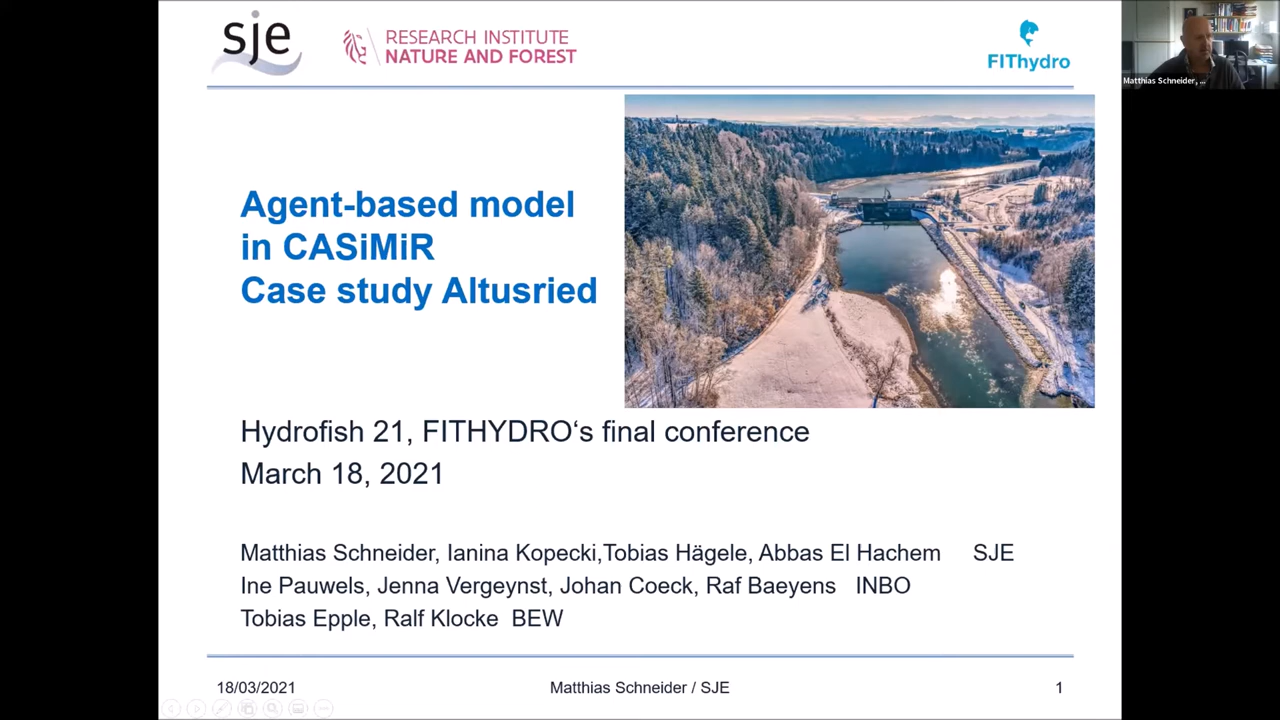 sje
RESEARCH INSTITUTE
NATURE AND FOREST
FIThydro
Matthias Schneider, ...
Agent-based model
in CASiMiR
Case study Altusried
Hydrofish 21, FITHYDRO‘s final conference
March 18, 2021
Matthias Schneider, Ianina Kopecki,Tobias Hägele, Abbas El Hachem SJE
Ine Pauwels, Jenna Vergeynst, Johan Coeck, Raf Baeyens INBO
Tobias Epple, Ralf Klocke BEW
18/03/2021 Matthias Schneider / SJE 1